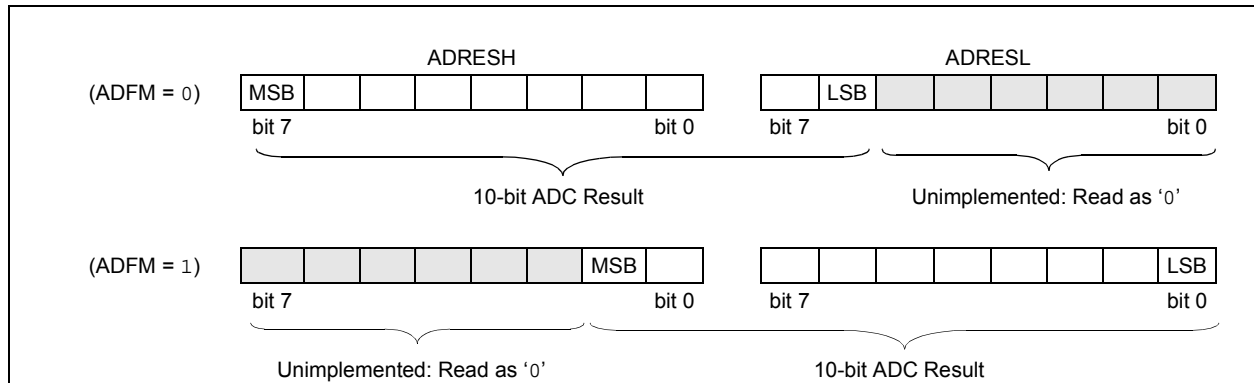 ADRESH ADRESL
(ADFM = 0) MSB LSB
bit 7 bit 0 bit 7 bit 0
10-bit ADC Result Unimplemented: Read as ‘0’
(ADFM = 1) MSB LSB
bit 7 bit 0 bit 7 bit 0
Unimplemented: Read as ‘0’ 10-bit ADC Result